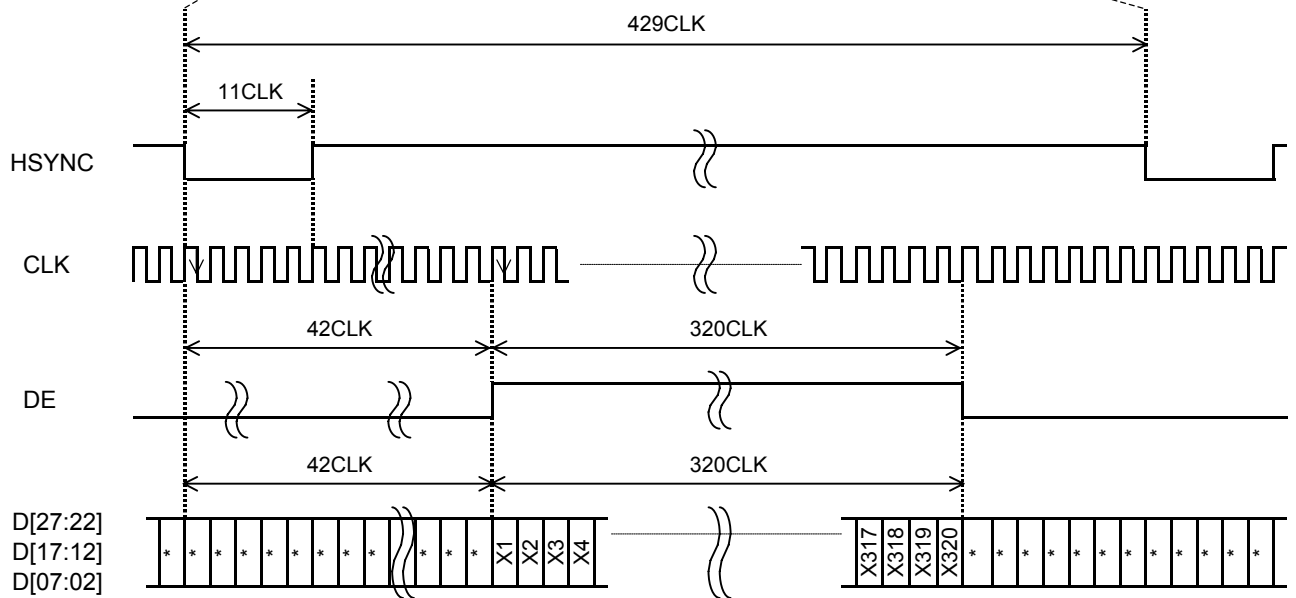 429CLK
11CLK
HSYNC
CLK
42CLK 320CLK
DE
42CLK 320CLK
D[27:22]
D[17:12]
D[07:02]
* * * * * * * * * * * * X1 X2 X3 X4 X317 X318 X319 X320 * * * * * * * * * * * *